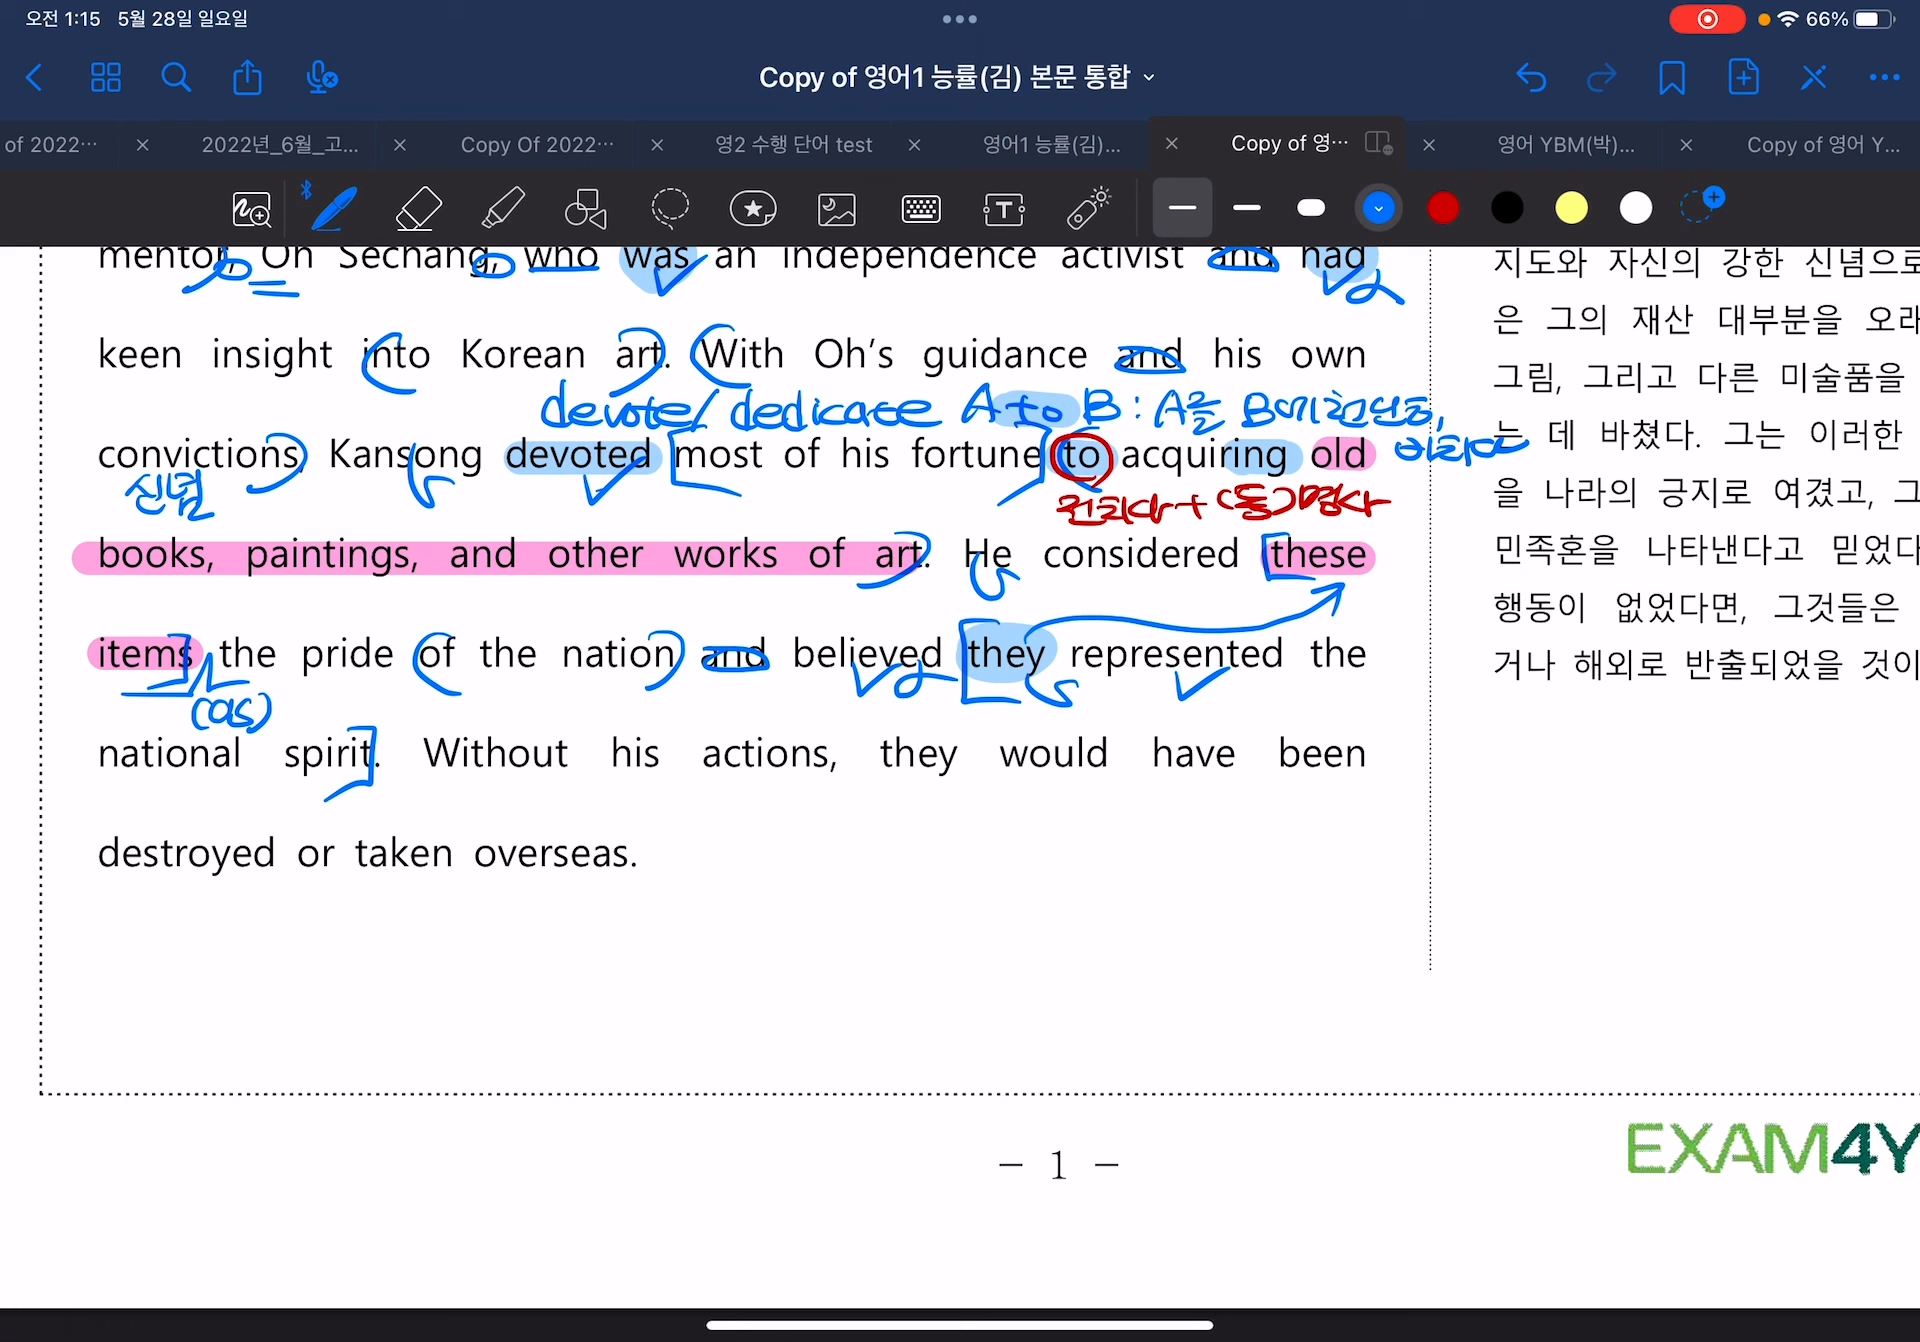 오전 1:15 5월 28일 일요일
66%
Copy of 영어1 능률(김) 본문 통합
of 2022… × 2022년_6월_고... × Copy Of 2022… × 영2 수행 단어 test × 영어1 능률(김)... × Copy of 영… × 영어 YBM(박)... × Copy of 영어 Y...
mentor, Oh Sechang, who was an independence activist and had
keen insight into Korean art. With Oh's guidance and his own
devote/ dedicate A to B : A를 B에 헌신하다,
convictions, Kansong devoted most of his fortune to acquiring old
신념
전치사 + (동)명사
books, paintings, and other works of art. He considered these
items the pride of the nation and believed they represented the
(as)
national spirit. Without his actions, they would have been
destroyed or taken overseas.
지도와 자신의 강한 신념으로
은 그의 재산 대부분을 오래
그림, 그리고 다른 미술품을
는 데 바쳤다. 그는 이러한
을 나라의 긍지로 여겼고, 그
민족혼을 나타낸다고 믿었다
행동이 없었다면, 그것들은
거나 해외로 반출되었을 것이
- 1 -
EXAM4Y